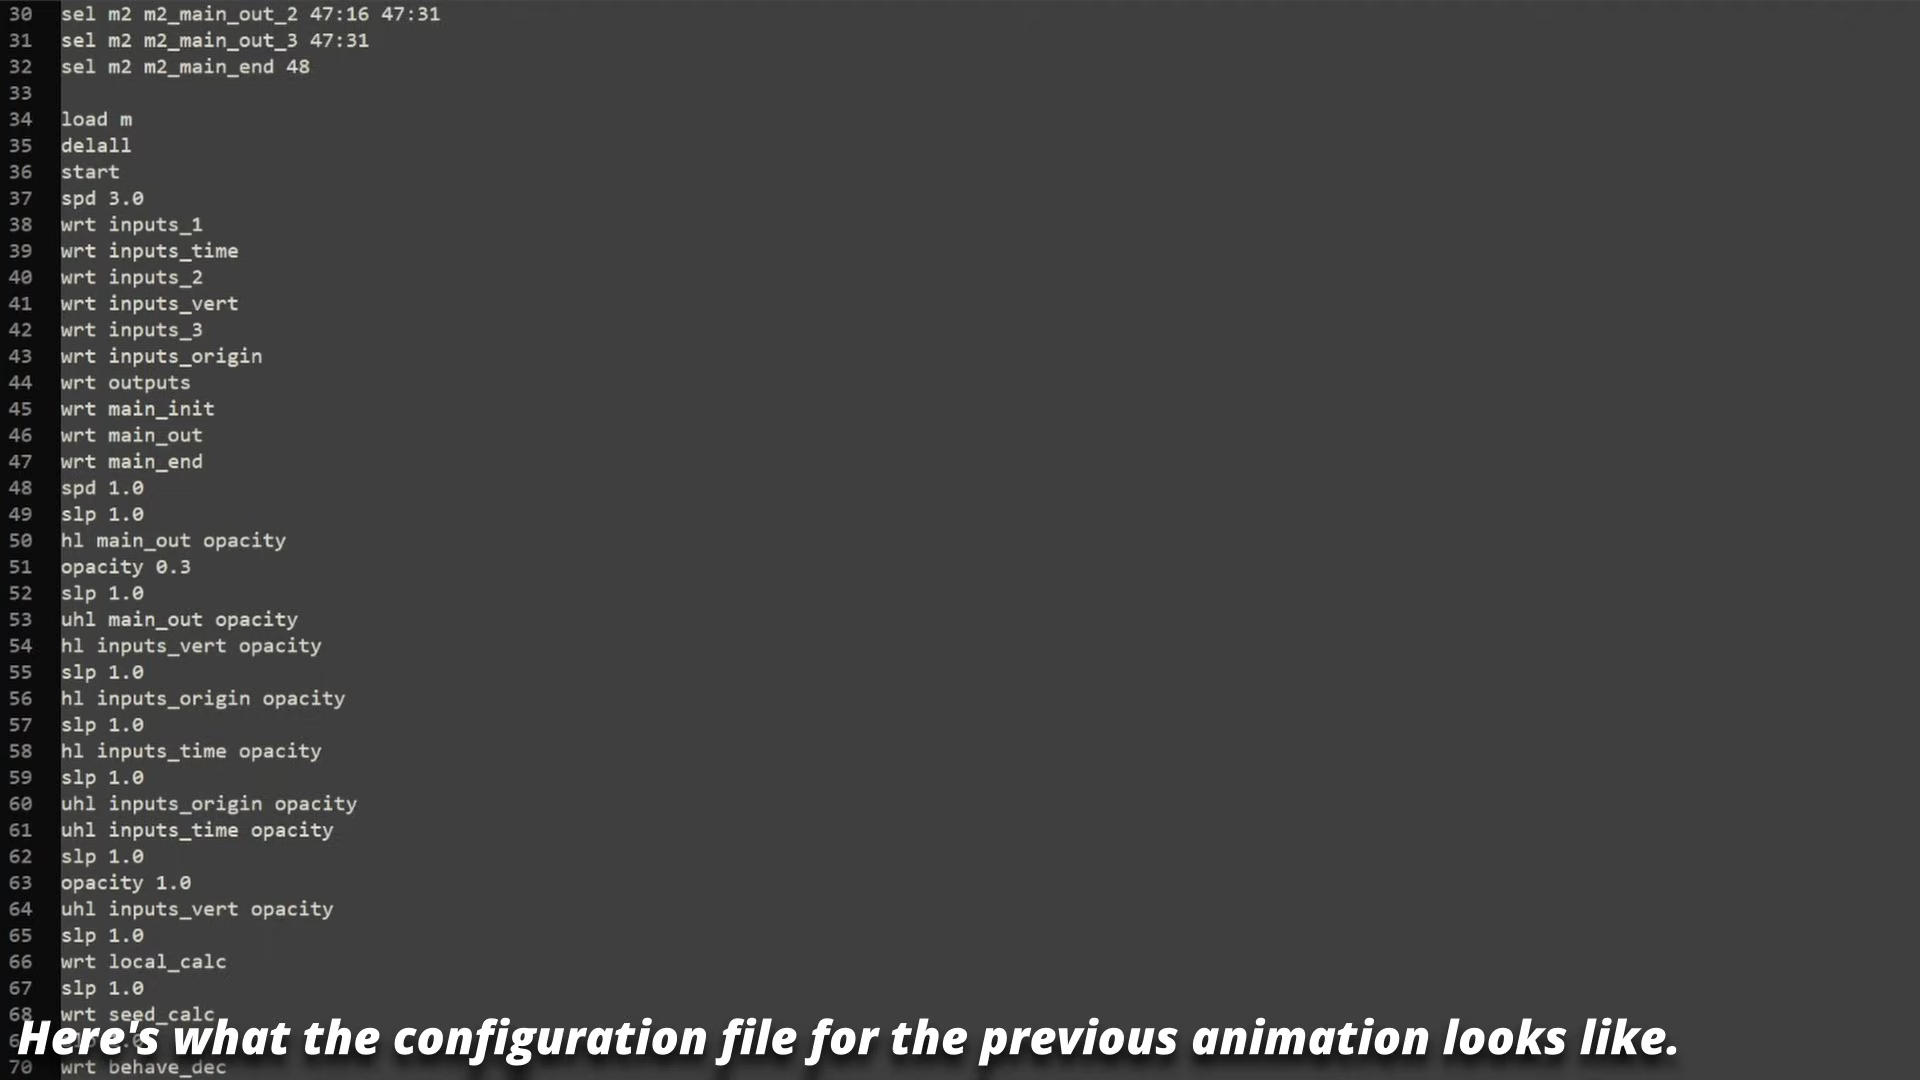 30 sel m2 m2_main_out_2 47:16 47:31
31 sel m2 m2_main_out_3 47:31
32 sel m2 m2_main_end 48
33
34 load m
35 delall
36 start
37 spd 3.0
38 wrt inputs_1
39 wrt inputs_time
40 wrt inputs_2
41 wrt inputs_vert
42 wrt inputs_3
43 wrt inputs_origin
44 wrt outputs
45 wrt main_init
46 wrt main_out
47 wrt main_end
48 spd 1.0
49 slp 1.0
50 hl main_out opacity
51 opacity 0.3
52 slp 1.0
53 uhl main_out opacity
54 hl inputs_vert opacity
55 slp 1.0
56 hl inputs_origin opacity
57 slp 1.0
58 hl inputs_time opacity
59 slp 1.0
60 uhl inputs_origin opacity
61 uhl inputs_time opacity
62 slp 1.0
63 opacity 1.0
64 uhl inputs_vert opacity
65 slp 1.0
66 wrt local_calc
67 slp 1.0
68 wrt seed_calc
Here's what the configuration file for the previous animation looks like.
70 wrt behave_dec